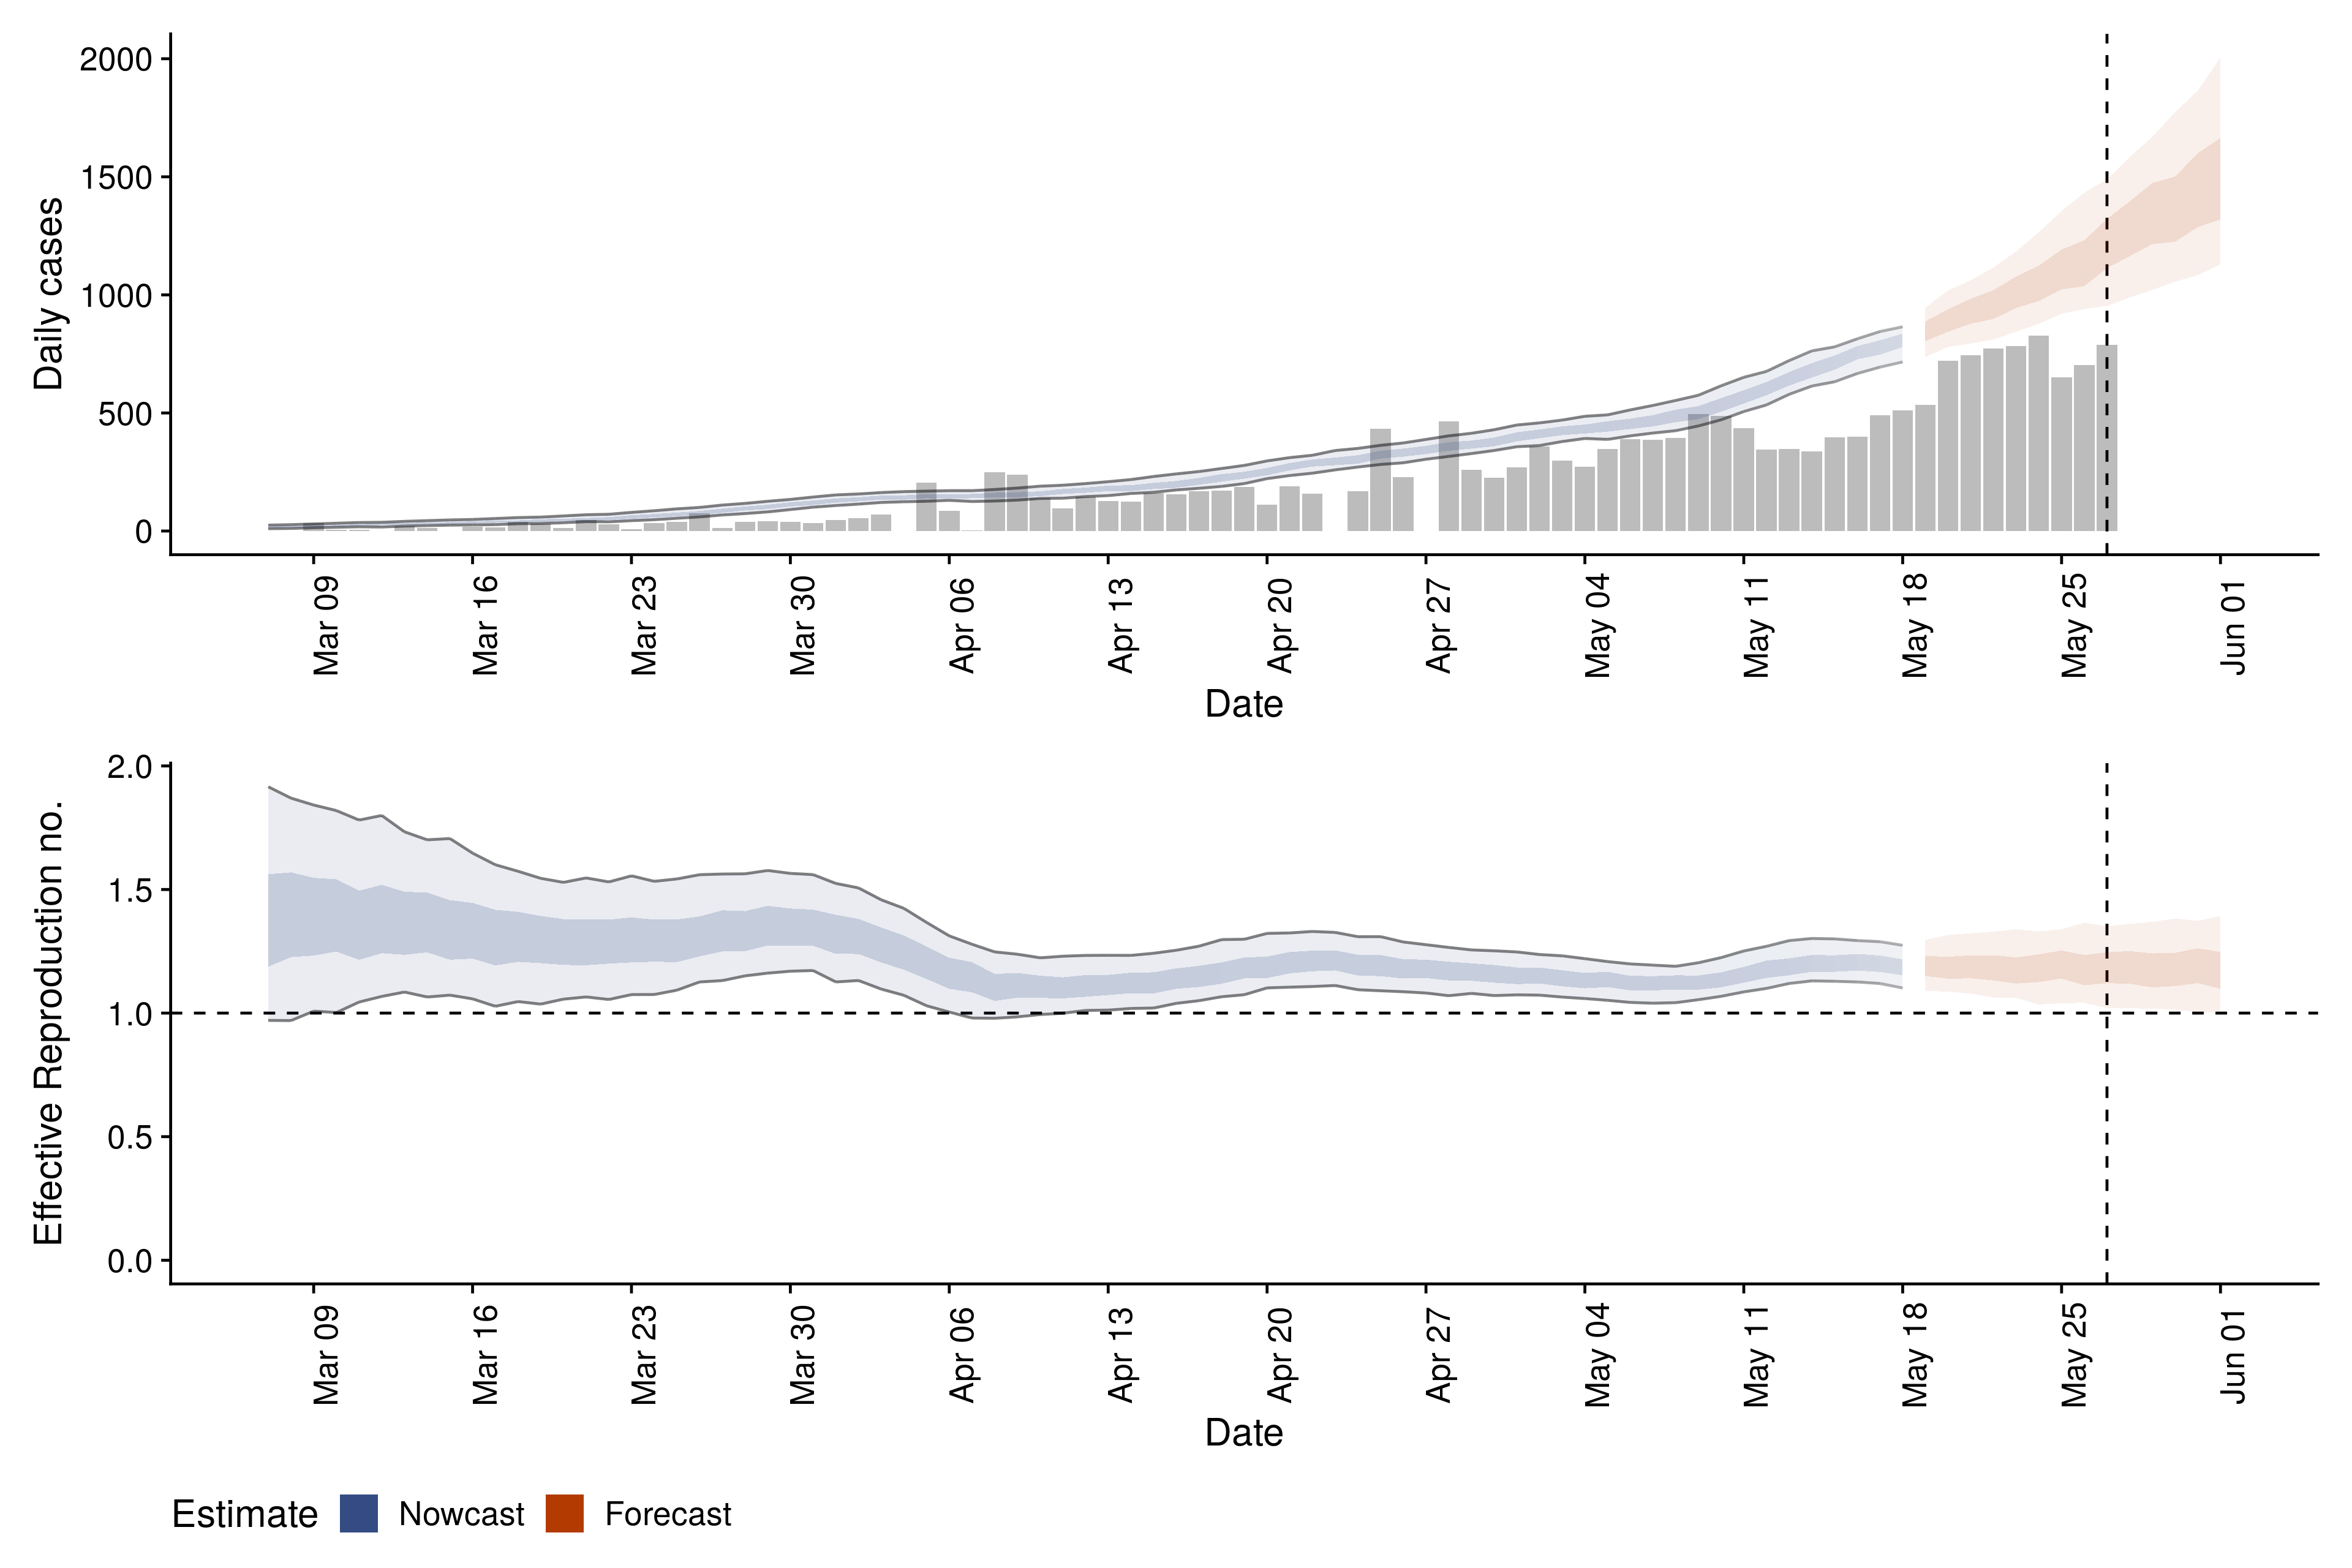 Daily cases
2000
1500
1000
500
0
Mar 09 Mar 16 Mar 23 Mar 30 Apr 06 Apr 13 Apr 20 Apr 27 May 04 May 11 May 18 May 25 Jun 01
Date
Effective Reproduction no.
2.0
1.5
1.0
0.5
0.0
Mar 09 Mar 16 Mar 23 Mar 30 Apr 06 Apr 13 Apr 20 Apr 27 May 04 May 11 May 18 May 25 Jun 01
Date
Estimate Nowcast Forecast